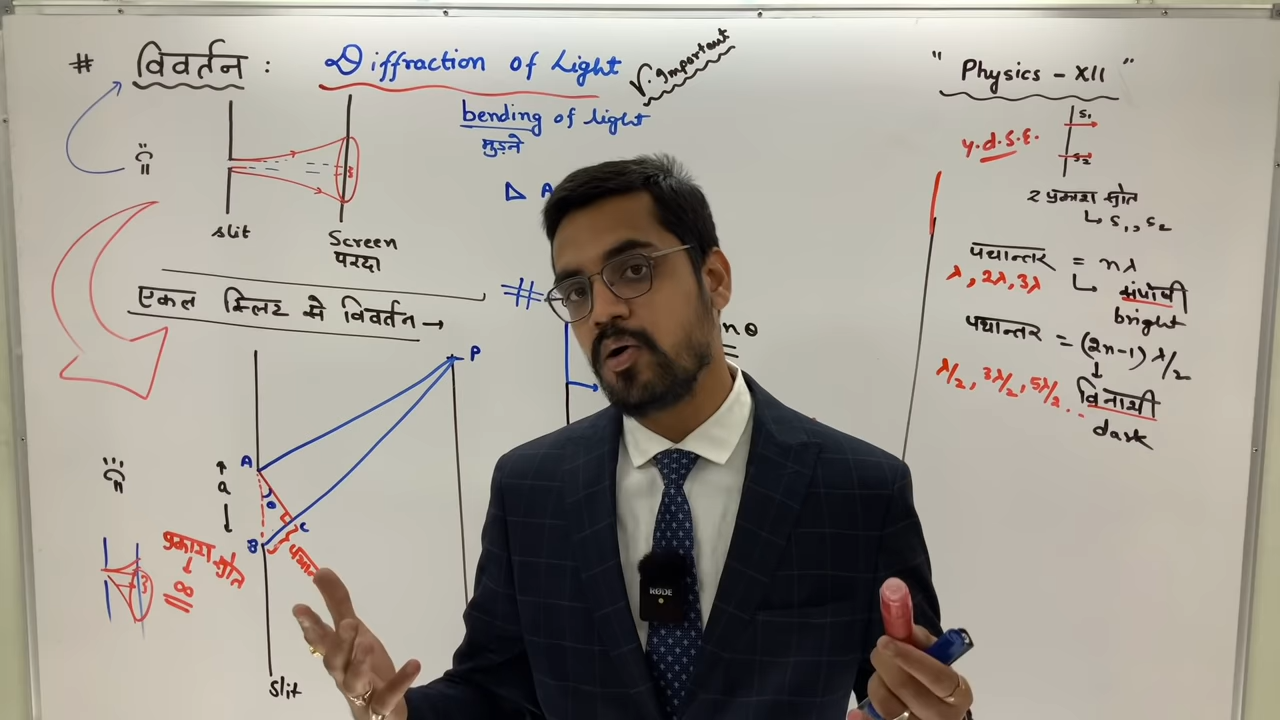 # विवर्तन : Diffraction of Light
V. Important
bending of light
मुड़ने
slit
Screen
परदा
एकल स्लिट से विवर्तन →
P
A
a
θ
C
B
प्रकाश स्रोत
↓
∞
slit
#
nθ
RØDE
" Physics - XII "
Y.d.S.E.
S₁
S₂
2 प्रकाश स्रोत
↳ S₁, S₂
पथान्तर = nλ
λ, 2λ, 3λ
↳ संपोषी
bright
पथान्तर = (2n-1) λ/2
↓
λ/2, 3λ/2, 5λ/2...
विनाशी
dark